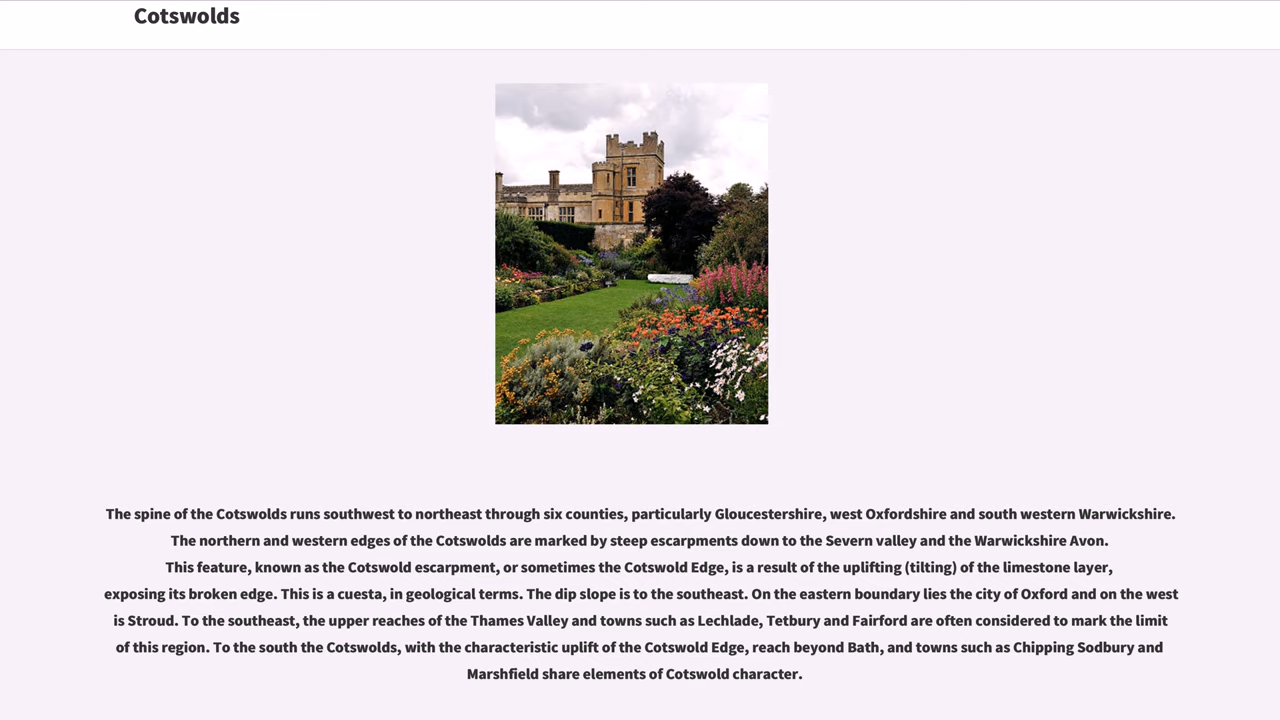 Cotswolds
The spine of the Cotswolds runs southwest to northeast through six counties, particularly Gloucestershire, west Oxfordshire and south western Warwickshire.
The northern and western edges of the Cotswolds are marked by steep escarpments down to the Severn valley and the Warwickshire Avon.
This feature, known as the Cotswold escarpment, or sometimes the Cotswold Edge, is a result of the uplifting (tilting) of the limestone layer,
exposing its broken edge. This is a cuesta, in geological terms. The dip slope is to the southeast. On the eastern boundary lies the city of Oxford and on the west
is Stroud. To the southeast, the upper reaches of the Thames Valley and towns such as Lechlade, Tetbury and Fairford are often considered to mark the limit
of this region. To the south the Cotswolds, with the characteristic uplift of the Cotswold Edge, reach beyond Bath, and towns such as Chipping Sodbury and
Marshfield share elements of Cotswold character.